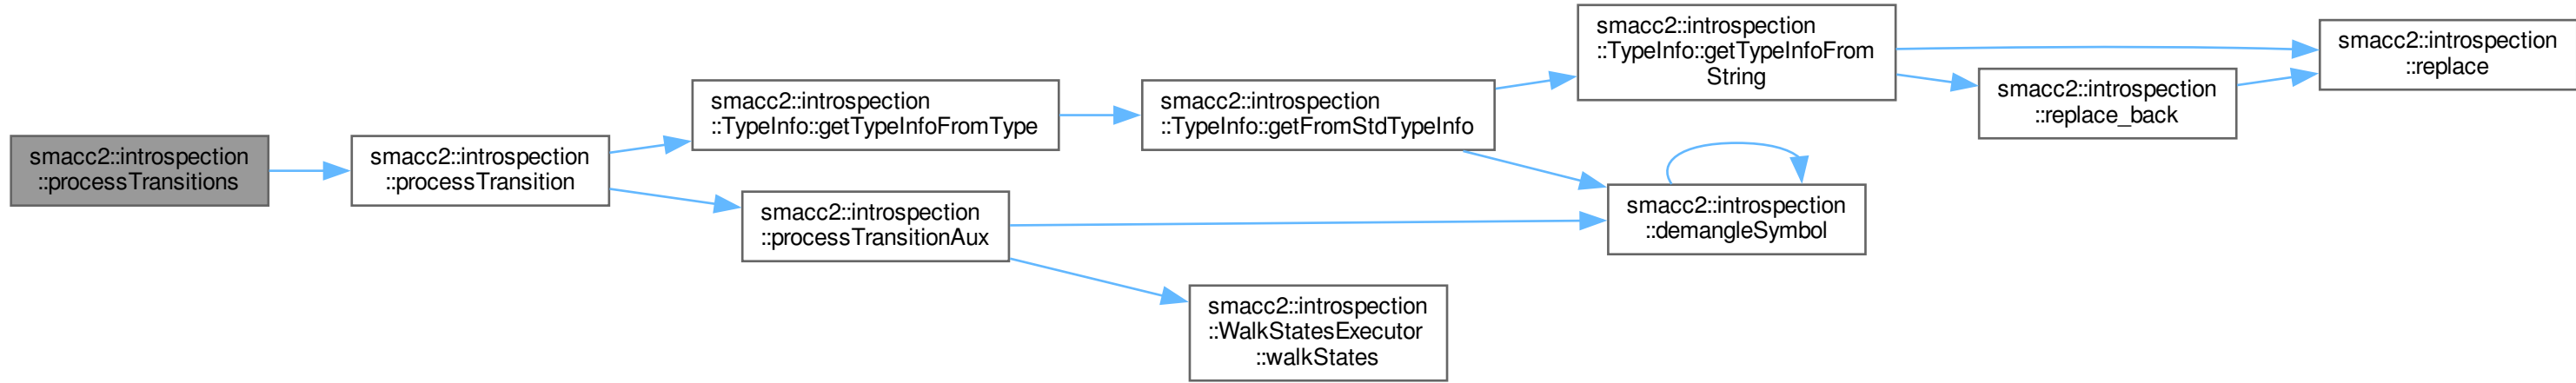 smacc2::introspection
::processTransitions
smacc2::introspection
::processTransition
smacc2::introspection
::TypeInfo::getTypeInfoFromType
smacc2::introspection
::processTransitionAux
smacc2::introspection
::TypeInfo::getFromStdTypeInfo
smacc2::introspection
::WalkStatesExecutor
::walkStates
smacc2::introspection
::TypeInfo::getTypeInfoFrom
String
smacc2::introspection
::demangleSymbol
smacc2::introspection
::replace_back
smacc2::introspection
::replace